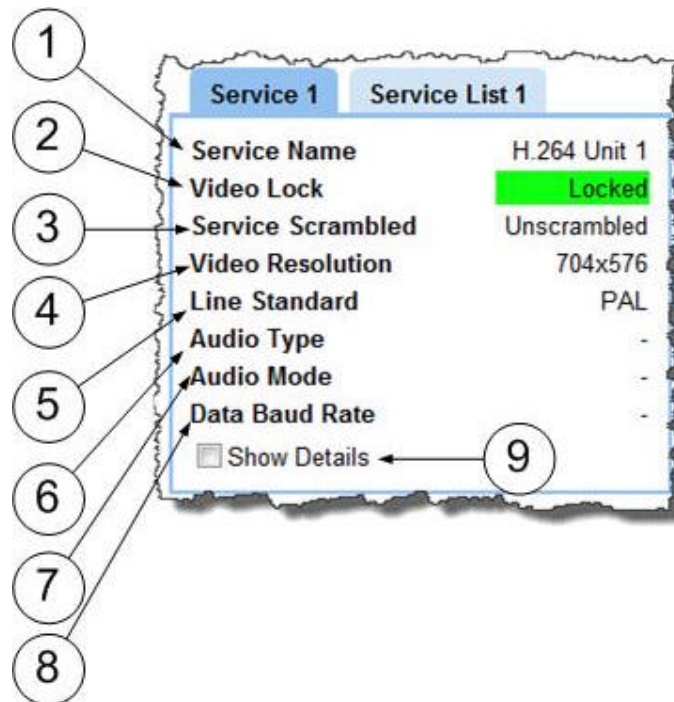 1
Service 1 Service List 1
2
Service Name H.264 Unit 1
Video Lock Locked
3
Service Scrambled Unscrambled
Video Resolution 704x576
4
Line Standard PAL
Audio Type -
5
Audio Mode -
Data Baud Rate -
Show Details 9
6
7
8